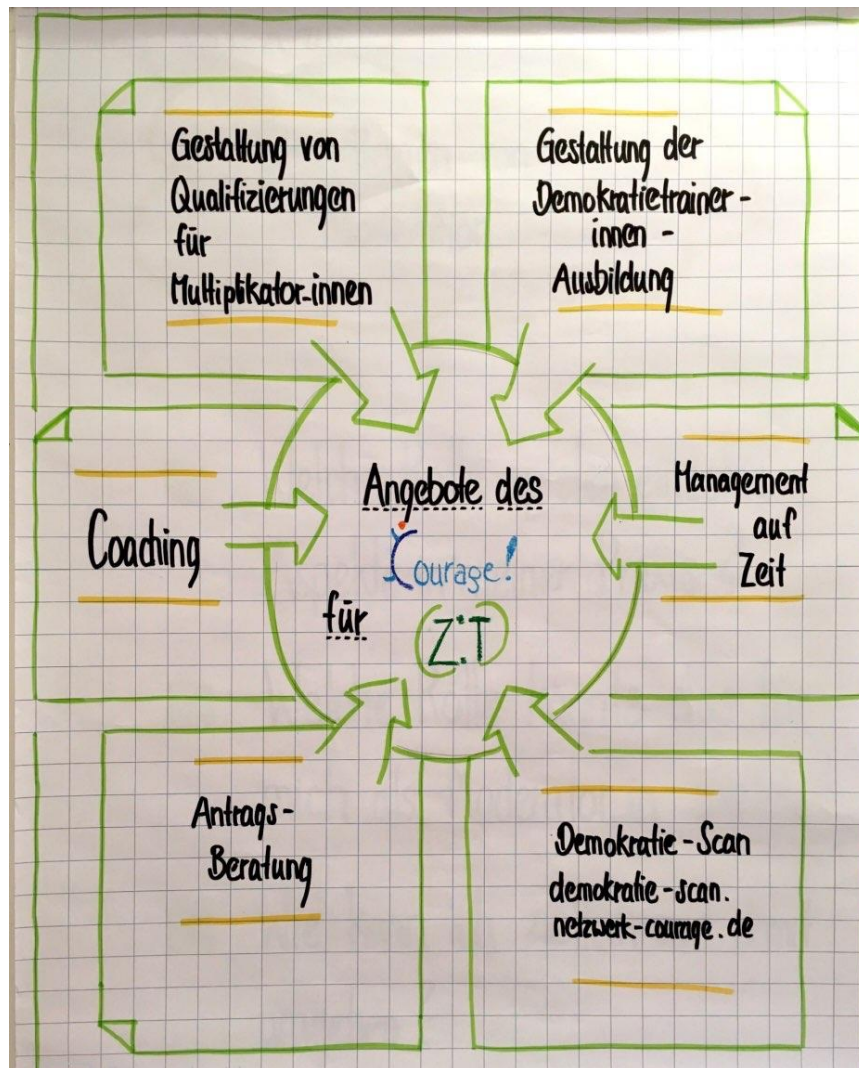 Gestaltung von
Qualifizierungen
für
Multiplikator-innen
Gestaltung der
Demokratietrainer-
innen-
Ausbildung
Coaching
Angebote des
Courage!
für
(Z:T)
Management
auf
Zeit
Antrags-
Beratung
Demokratie-Scan
demokratie-scan.
netzwerk-courage.de